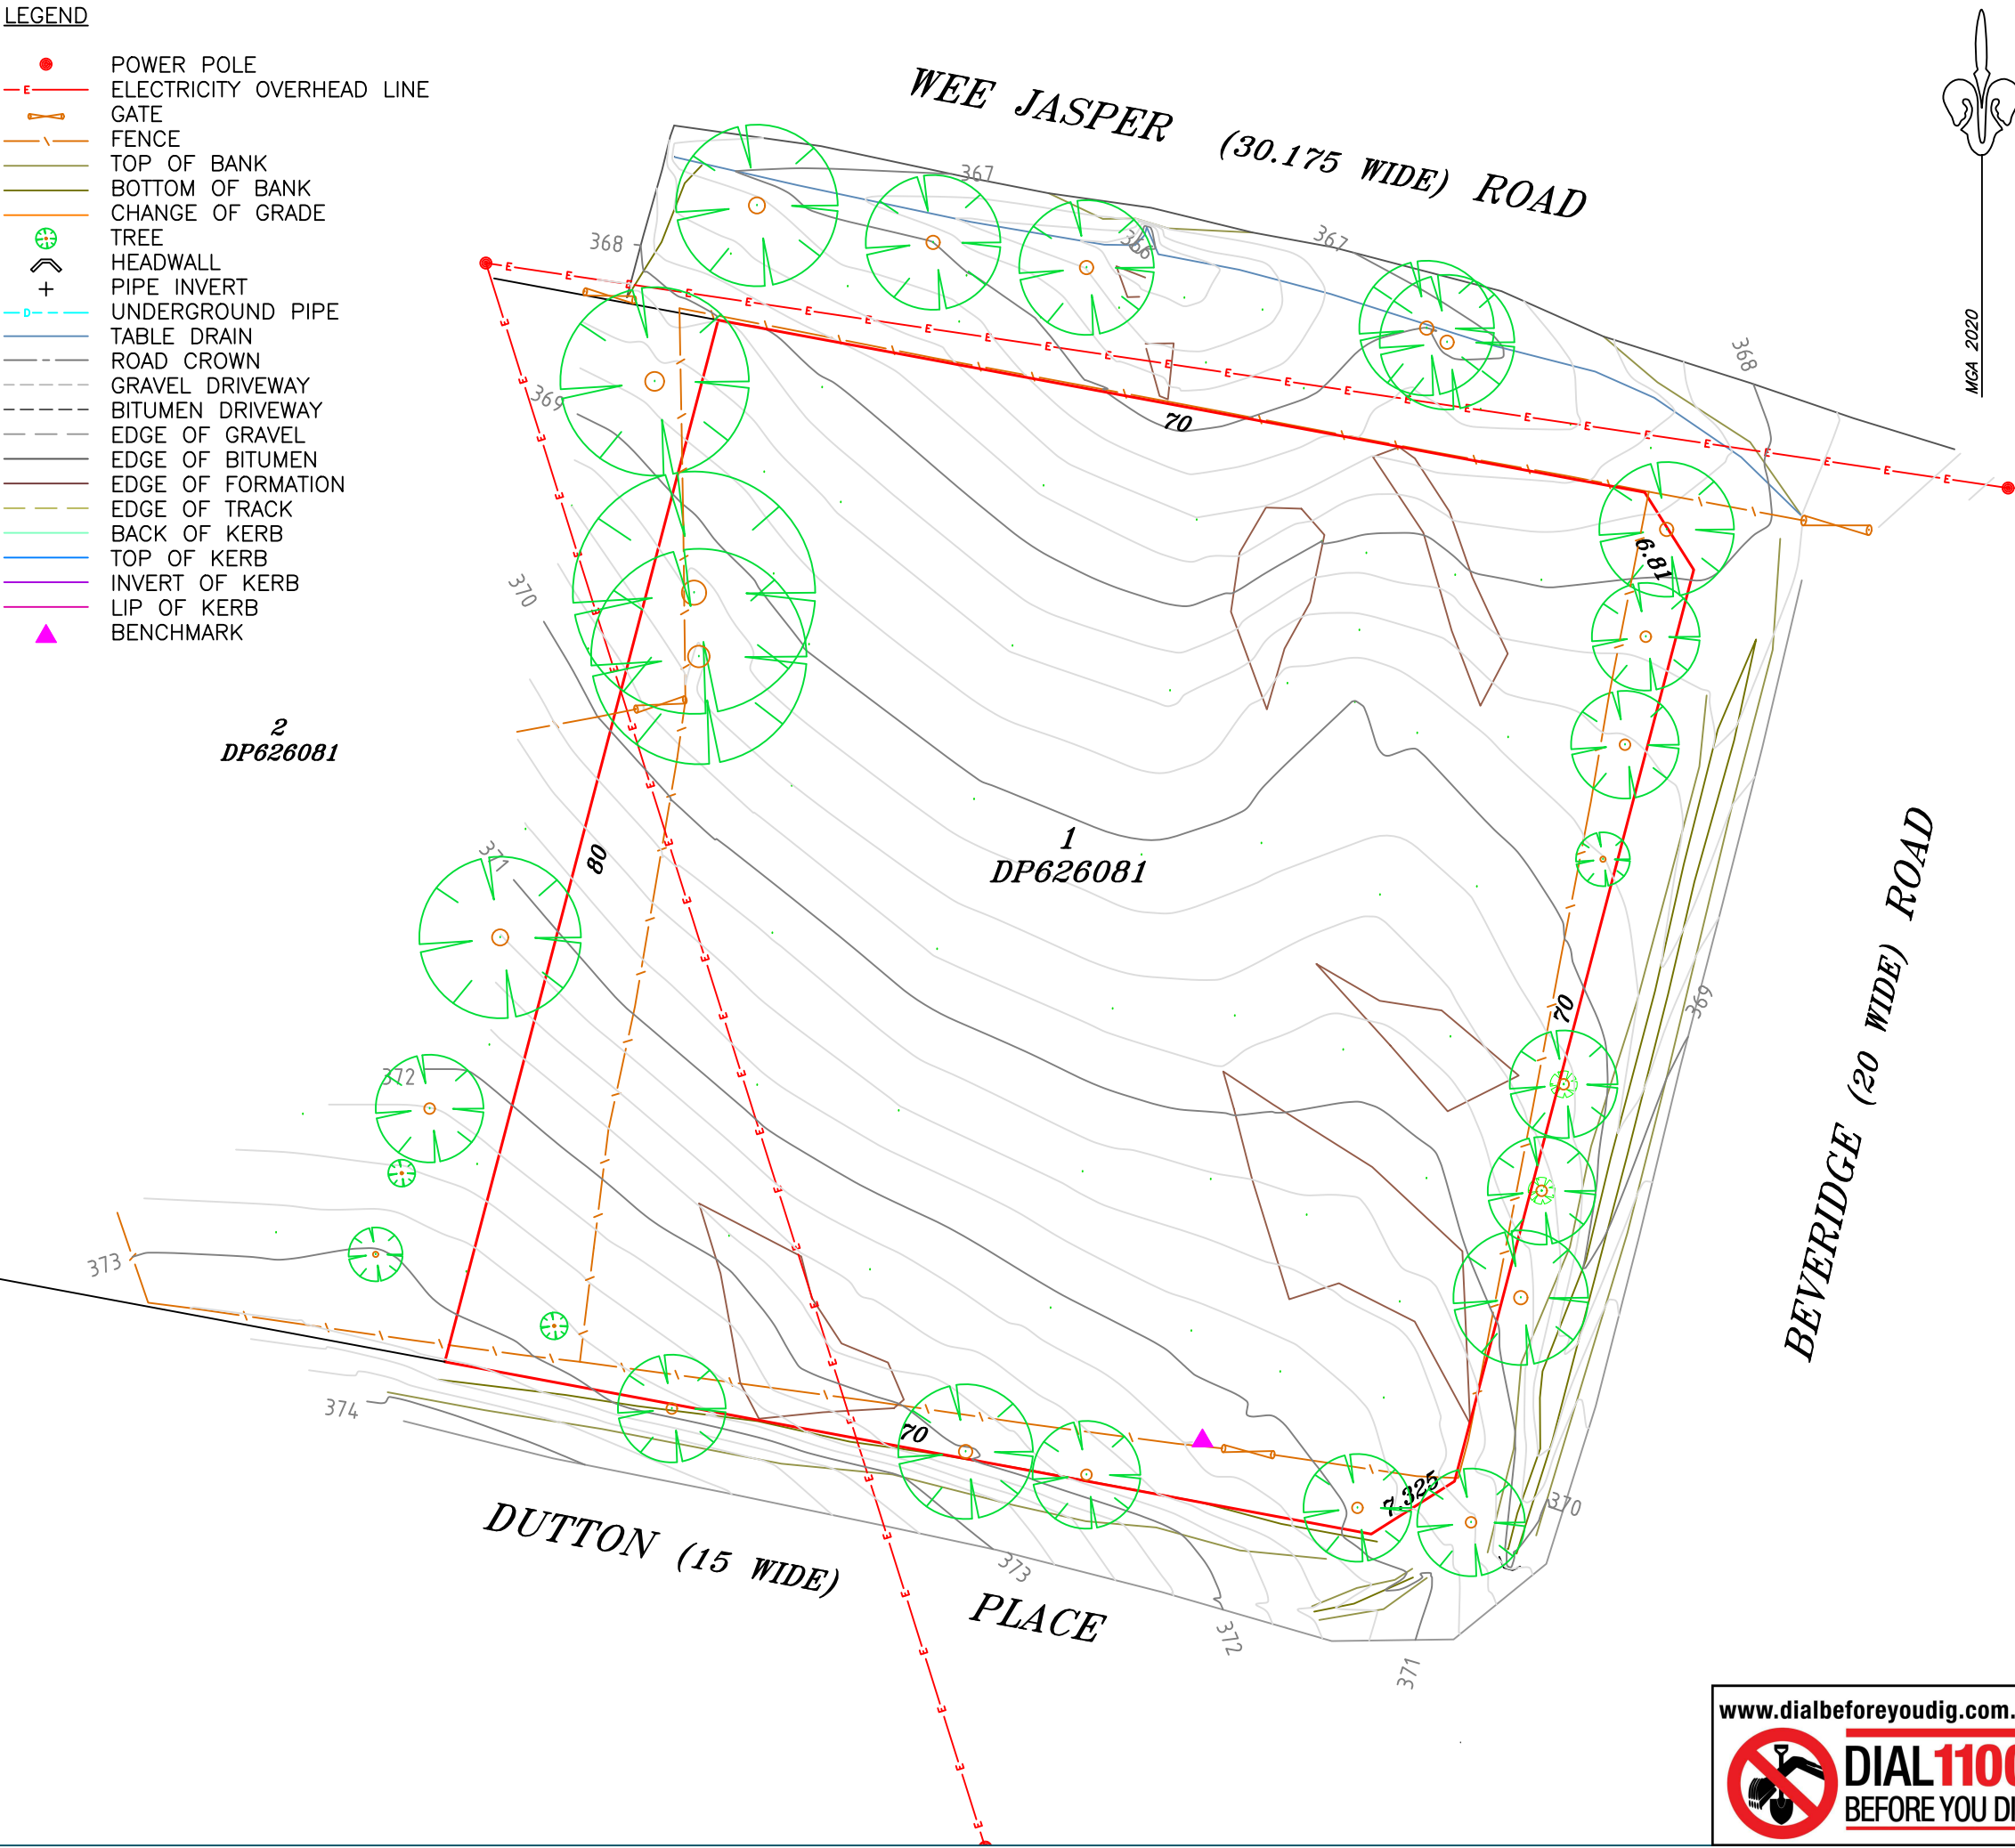 LEGEND
POWER POLE
E ELECTRICITY OVERHEAD LINE
GATE
FENCE
TOP OF BANK
BOTTOM OF BANK
CHANGE OF GRADE
TREE
HEADWALL
PIPE INVERT
D UNDERGROUND PIPE
TABLE DRAIN
ROAD CROWN
GRAVEL DRIVEWAY
BITUMEN DRIVEWAY
EDGE OF GRAVEL
EDGE OF BITUMEN
EDGE OF FORMATION
EDGE OF TRACK
BACK OF KERB
TOP OF KERB
INVERT OF KERB
LIP OF KERB
BENCHMARK
WEE JASPER (30.175 WIDE) ROAD
MGA 2020
367
368
366
367
368
369
70
6.81
370
2
DP626081
80
371
1
DP626081
BEVERIDGE (20 WIDE) ROAD
70
369
372
373
374
70
7.325
370
DUTTON (15 WIDE) PLACE
373
372
371
www.dialbeforeyoudig.com.
DIAL 1100
BEFORE YOU DI